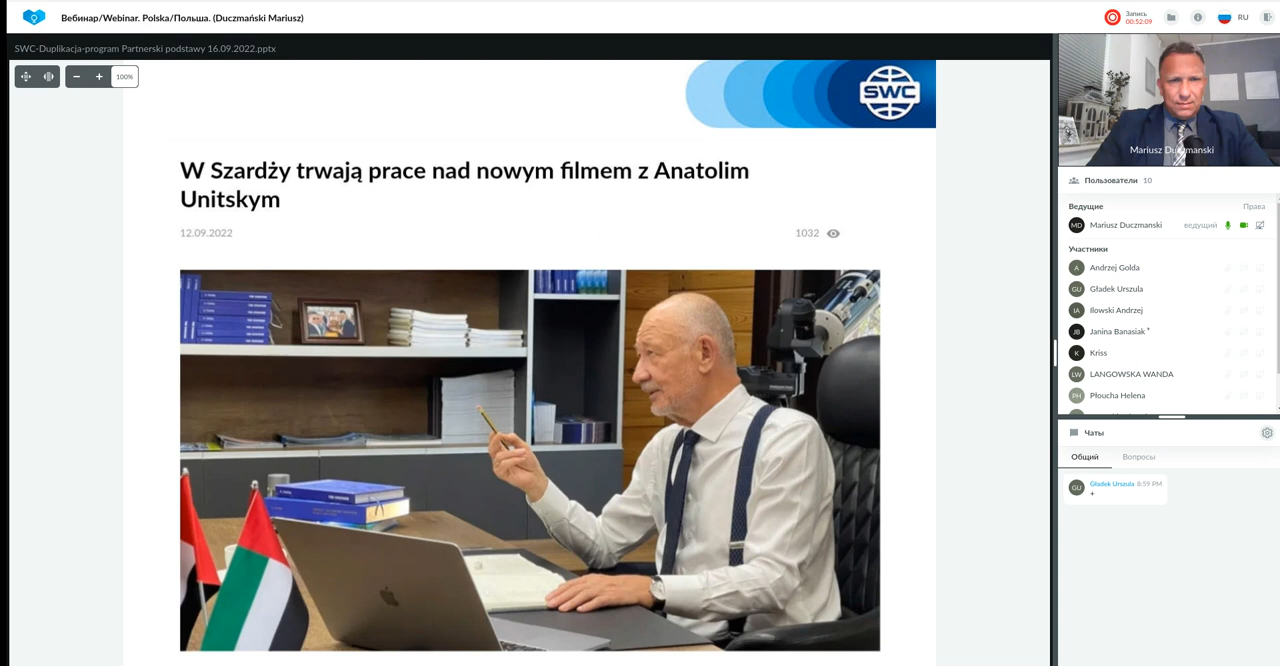 Вебинар/Webinar. Polska/Польша. (Duczmański Mariusz)
Запись
00:52:09
RU
SWC-Duplikacja-program Partnerski podstawy 16.09.2022.pptx
100%
SWC
W Szardży trwają prace nad nowym filmem z Anatolim
Unitskym
12.09.2022
1032
Mariusz Duczmanski
Пользователи 10
Ведущие
Права
MD Mariusz Duczmanski ведущий
Участники
A Andrzej Golda
GU Gładek Urszula
IA Ilowski Andrzej
JB Janina Banasiak *
K Kriss
LW LANGOWSKA WANDA
PH Płoucha Helena
Чаты
Общий
Вопросы
GU Gładek Urszula 8:59 PM
+